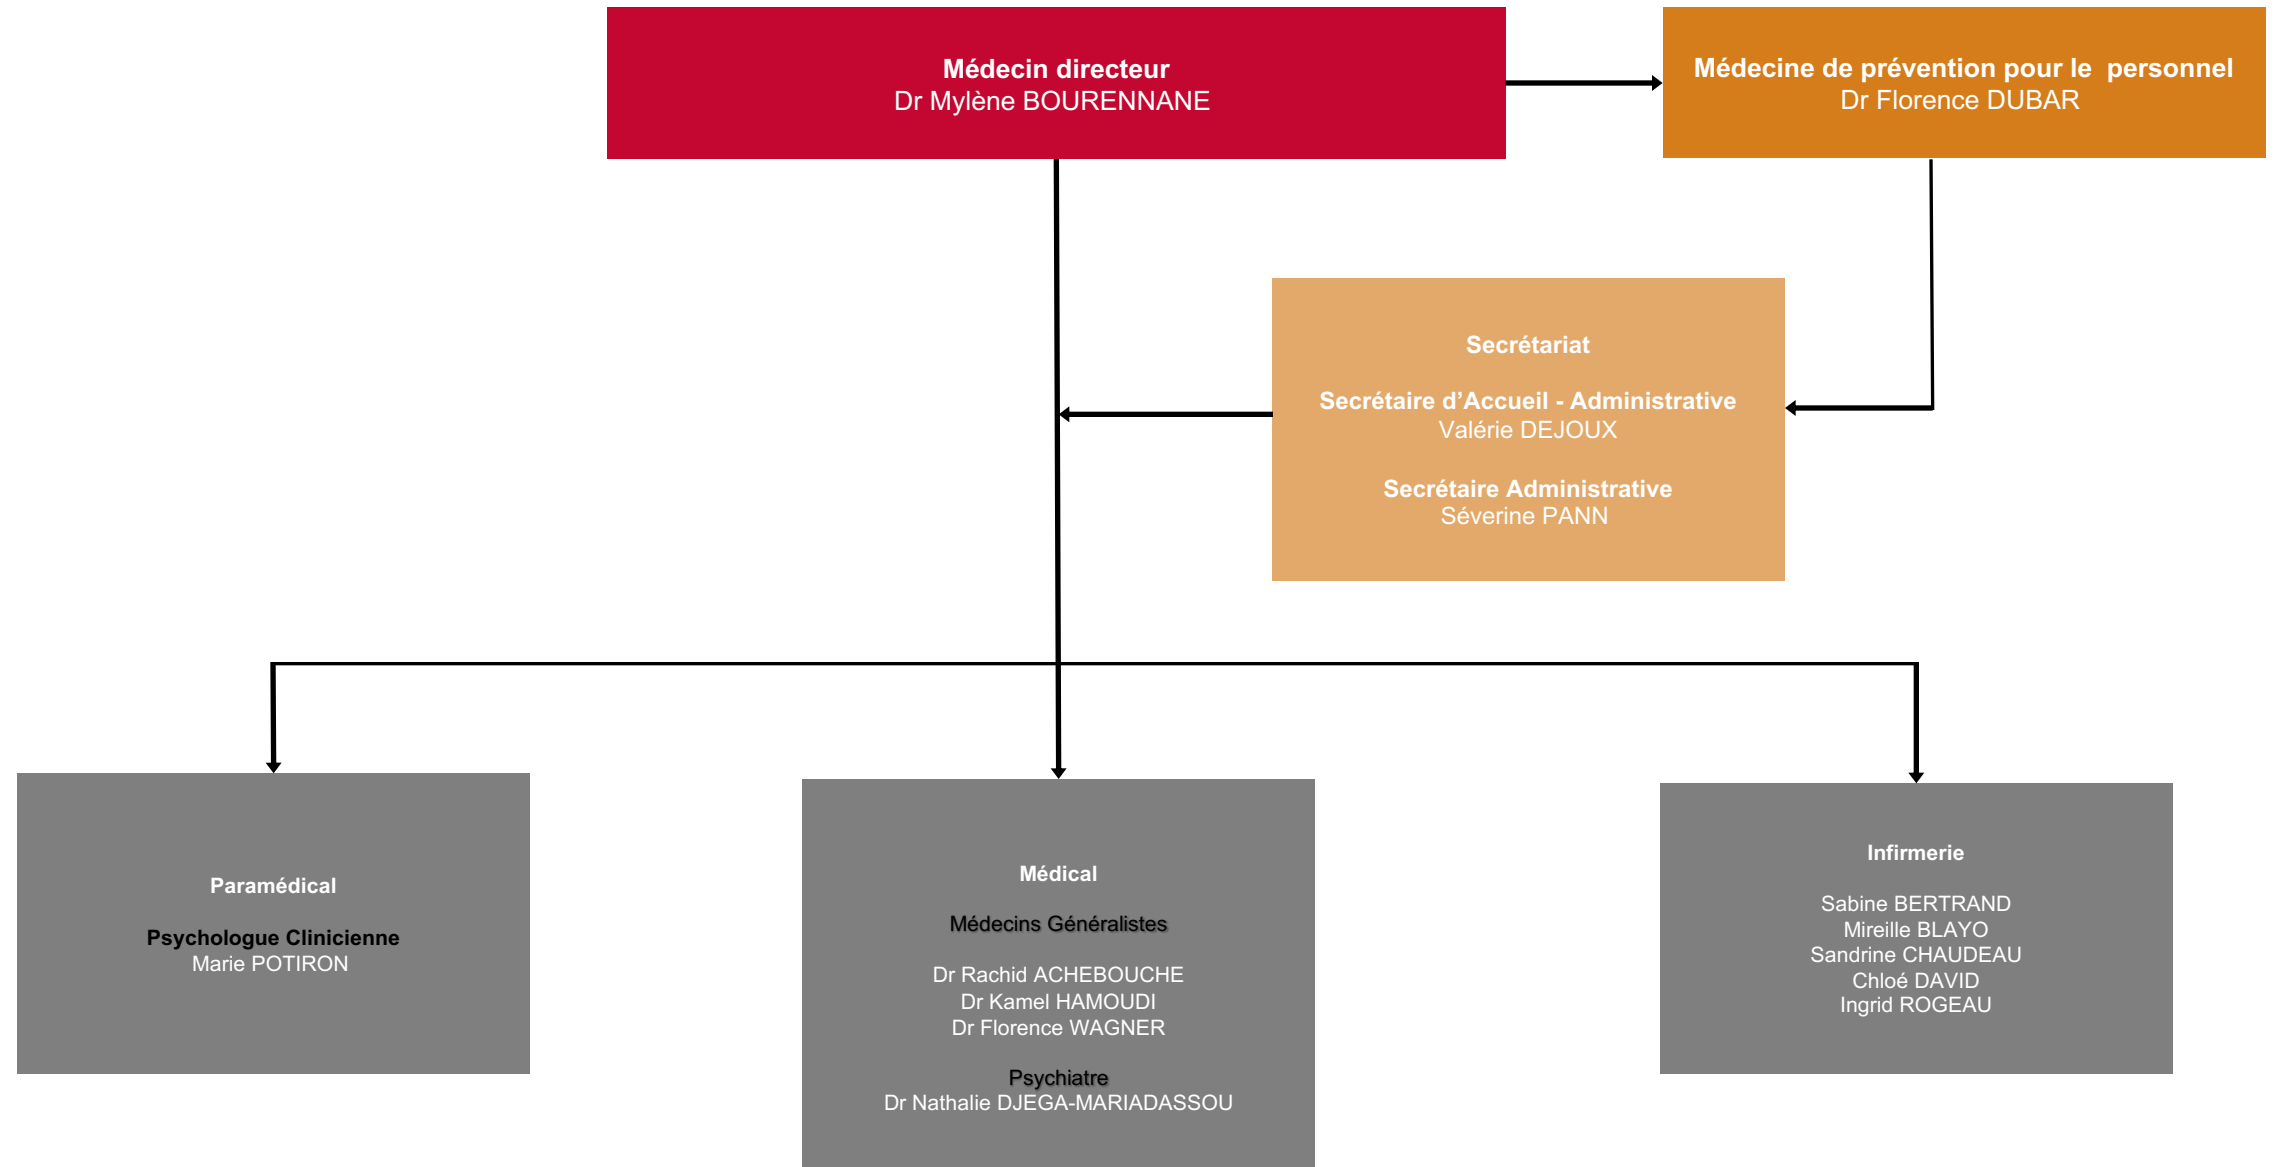 Médecin directeur
Dr Mylène BOURENNANE
Médecine de prévention pour le personnel
Dr Florence DUBAR
Secrétariat
Secrétaire d’Accueil - Administrative
Valérie DEJOUX
Secrétaire Administrative
Séverine PANN
Paramédical
Psychologue Clinicienne
Marie POTIRON
Médical
Médecins Généralistes
Dr Rachid ACHEBOUCHE
Dr Kamel HAMOUDI
Dr Florence WAGNER
Psychiatre
Dr Nathalie DJEGA-MARIADASSOU
Infirmerie
Sabine BERTRAND
Mireille BLAYO
Sandrine CHAUDEAU
Chloé DAVID
Ingrid ROGEAU